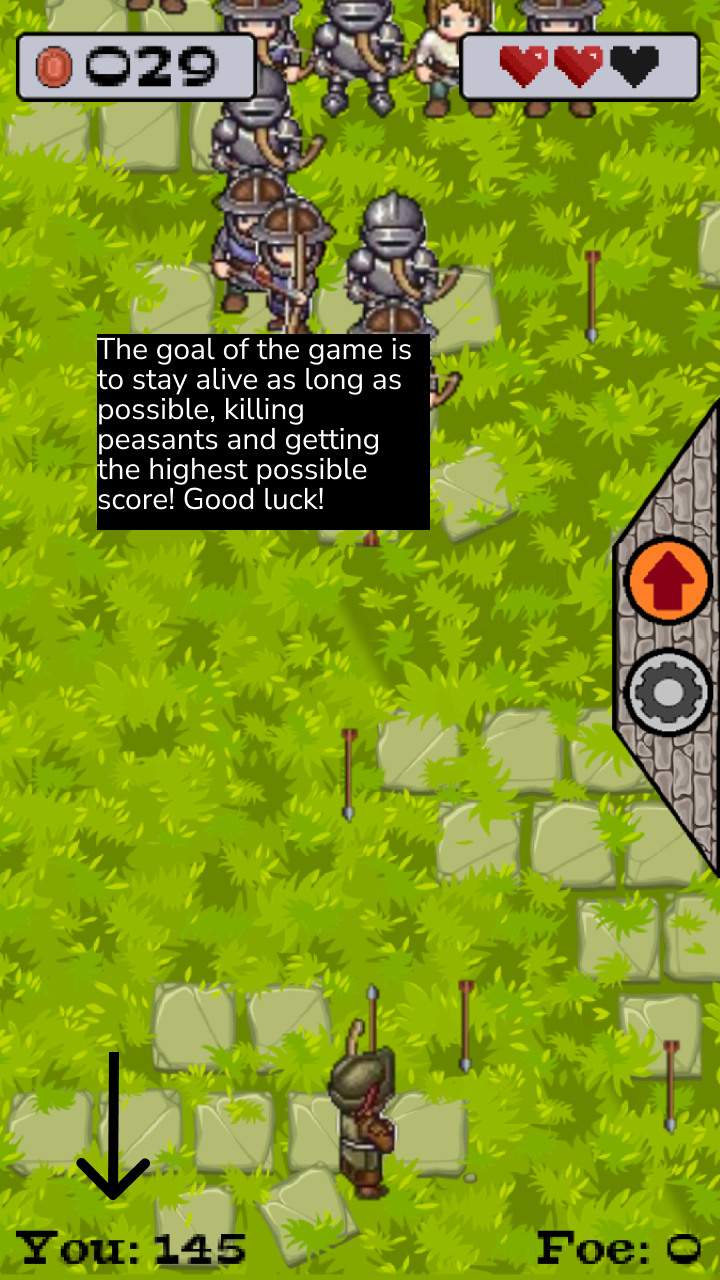 029
The goal of the game is
to stay alive as long as
possible, killing
peasants and getting
the highest possible
score! Good luck!
You: 145
Foe: 0